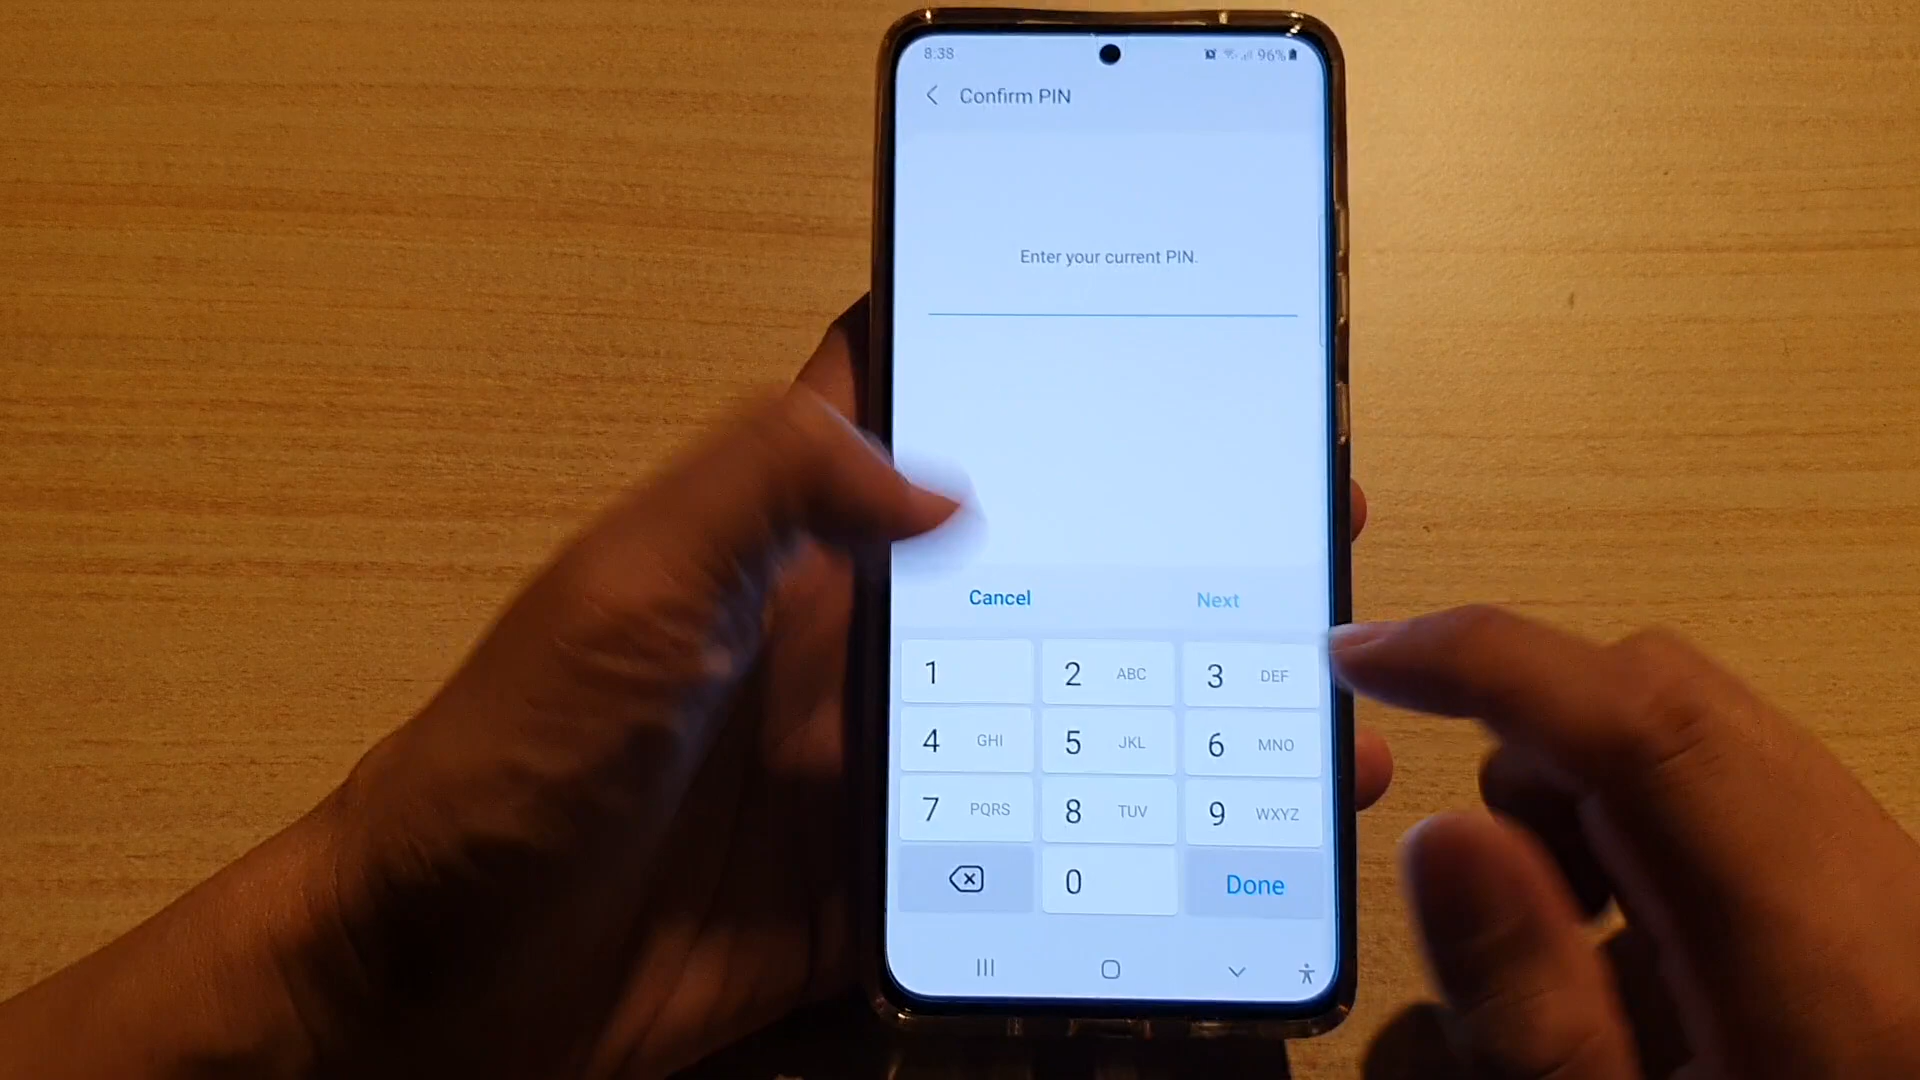 8:38 96%
Confirm PIN
Enter your current PIN.
Cancel Next
1 2 ABC 3 DEF
4 GHI 5 JKL 6 MNO
7 PQRS 8 TUV 9 WXYZ
0 Done